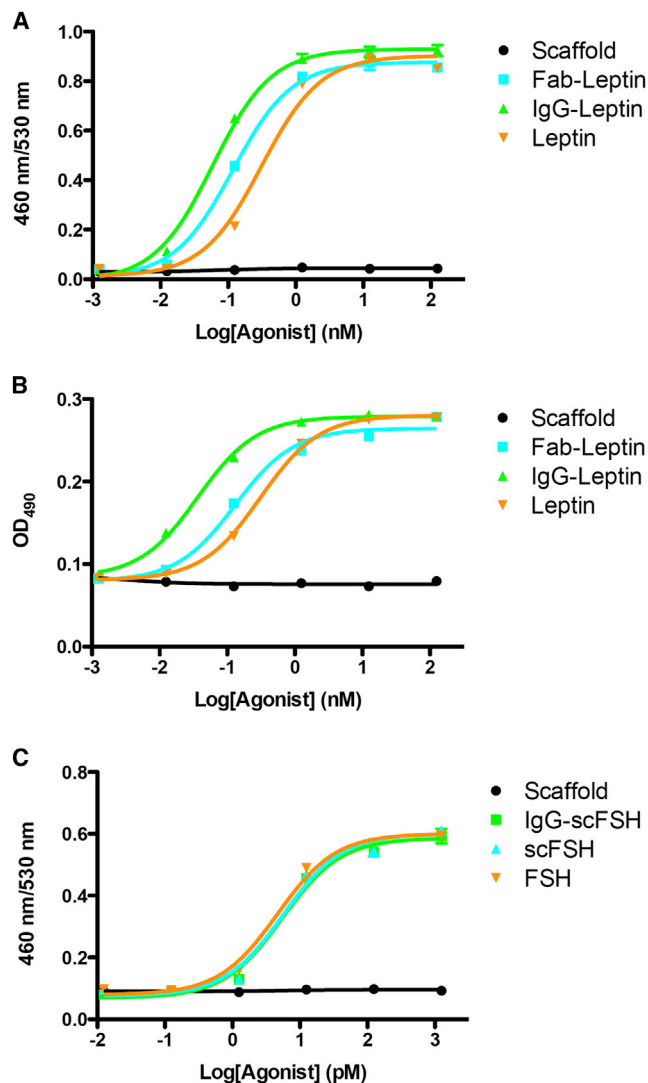 A
1.0
0.8
0.6
0.4
0.2
0.0
460 nm/530 nm
-3 -2 -1 0 1 2
Log[Agonist] (nM)
Scaffold
Fab-Leptin
IgG-Leptin
Leptin
B
0.3
0.2
0.1
0.0
OD490
-3 -2 -1 0 1 2
Log[Agonist] (nM)
Scaffold
Fab-Leptin
IgG-Leptin
Leptin
C
0.8
0.6
0.4
0.2
0.0
460 nm/530 nm
-2 -1 0 1 2 3
Log[Agonist] (pM)
Scaffold
IgG-scFSH
scFSH
FSH